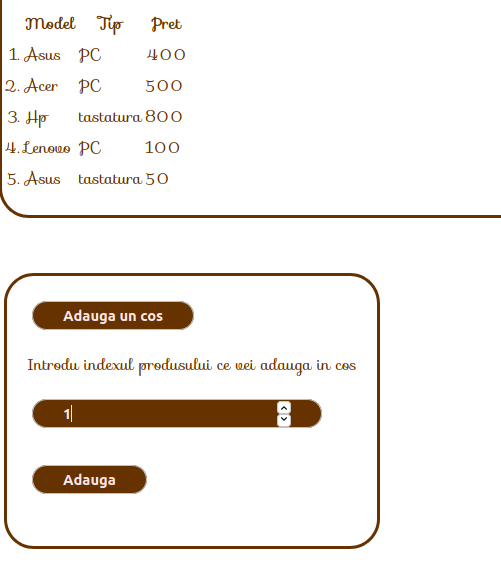 Model Tip Pret
1. Asus PC 400
2. Acer PC 500
3. Hp tastatura 800
4. Lenovo PC 100
5. Asus tastatura 50
Adauga un cos
Introdu indexul produsului ce vei adauga in cos
1
Adauga